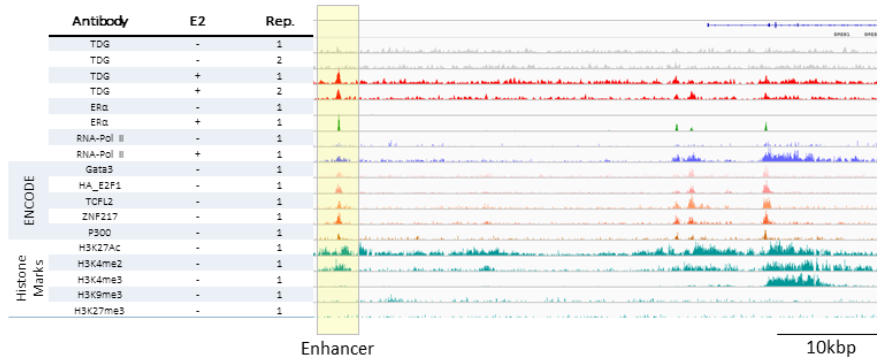 Antibody E2 Rep.
TDG - 1
TDG - 2
TDG + 1
TDG + 2
ERα - 1
ERα + 1
RNA-Pol II - 1
RNA-Pol II + 1
ENCODE
Gata3 - 1
HA_E2F1 - 1
TCFL2 - 1
ZNF217 - 1
P300 - 1
Histone
Marks
H3K27Ac - 1
H3K4me2 - 1
H3K4me3 - 1
H3K9me3 - 1
H3K27me3 - 1
Enhancer
10kbp